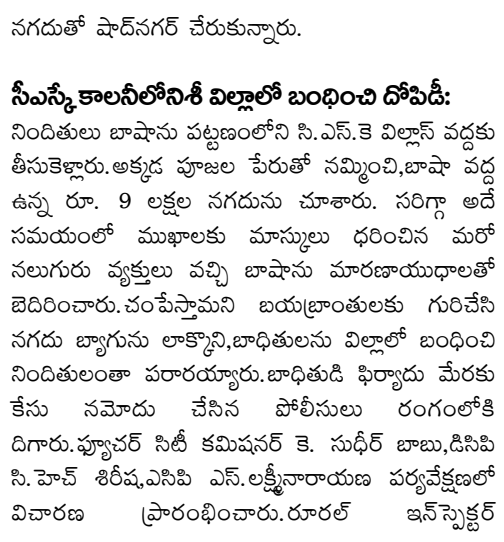 నగదుతో షాద్‌నగర్ చేరుకున్నారు.
సీఎస్కే కాలనీలోనిశీ విల్లాలో బంధించి దోపిడీ:
నిందితులు బాషాను పట్టణంలోని సి.ఎస్.కె విల్లాస్ వద్దకు
తీసుకెళ్లారు.అక్కడ పూజల పేరుతో నమ్మించి,బాషా వద్ద
ఉన్న రూ. 9 లక్షల నగదును చూశారు. సరిగ్గా అదే
సమయంలో ముఖాలకు మాస్కులు ధరించిన మరో
నలుగురు వ్యక్తులు వచ్చి బాషాను మారణాయుధాలతో
బెదిరించారు.చంపేస్తామని బయబ్రాంతులకు గురిచేసి
నగదు బ్యాగును లాక్కొని,బాధితులను విల్లాలో బంధించి
నిందితులంతా పరారయ్యారు.బాధితుడి ఫిర్యాదు మేరకు
కేసు నమోదు చేసిన పోలీసులు రంగంలోకి
దిగారు.ఫ్యూచర్ సిటీ కమిషనర్ కె. సుధీర్ బాబు,డిసిపి
సి.హెచ్ శిరీష,ఎసిపి ఎస్.లక్ష్మీనారాయణ పర్యవేక్షణలో
విచారణ ప్రారంభించారు.రూరల్ ఇన్‌స్పెక్టర్